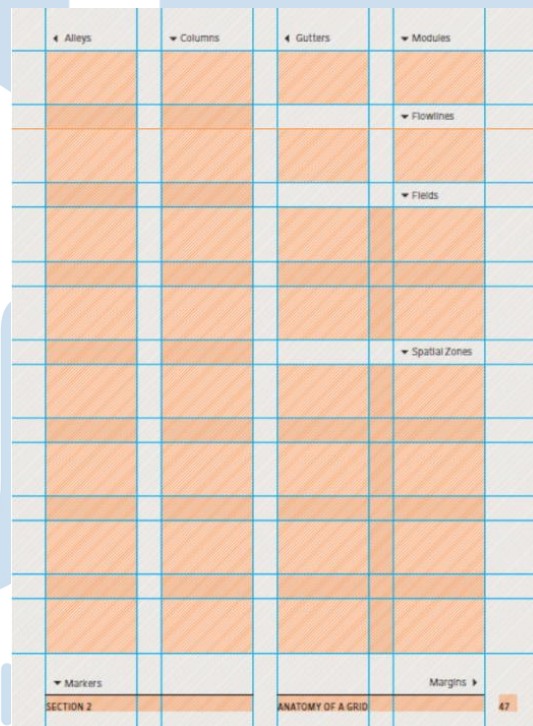 Alleys
Columns
Gutters
Modules
Flowlines
Fields
Spatial Zones
Markers
Margins
SECTION 2
ANATOMY OF A GRID
47